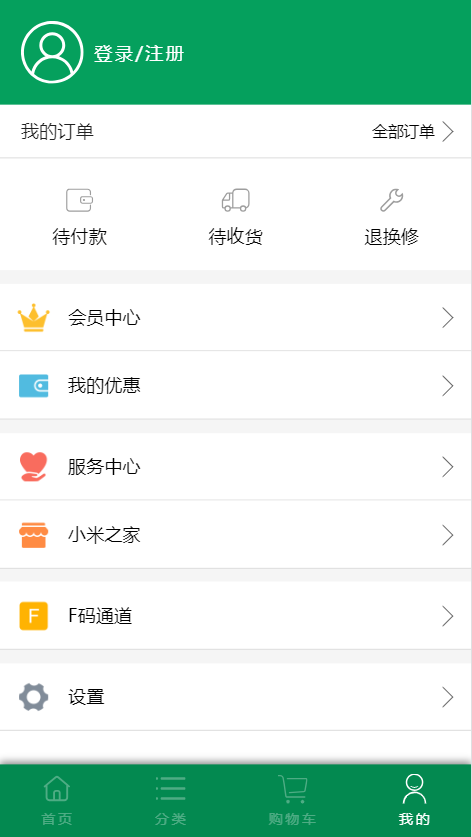 登录/注册
我的订单 全部订单
待付款 待收货 退换修
会员中心
我的优惠
服务中心
小米之家
F F码通道
设置
首页 分类 购物车 我的